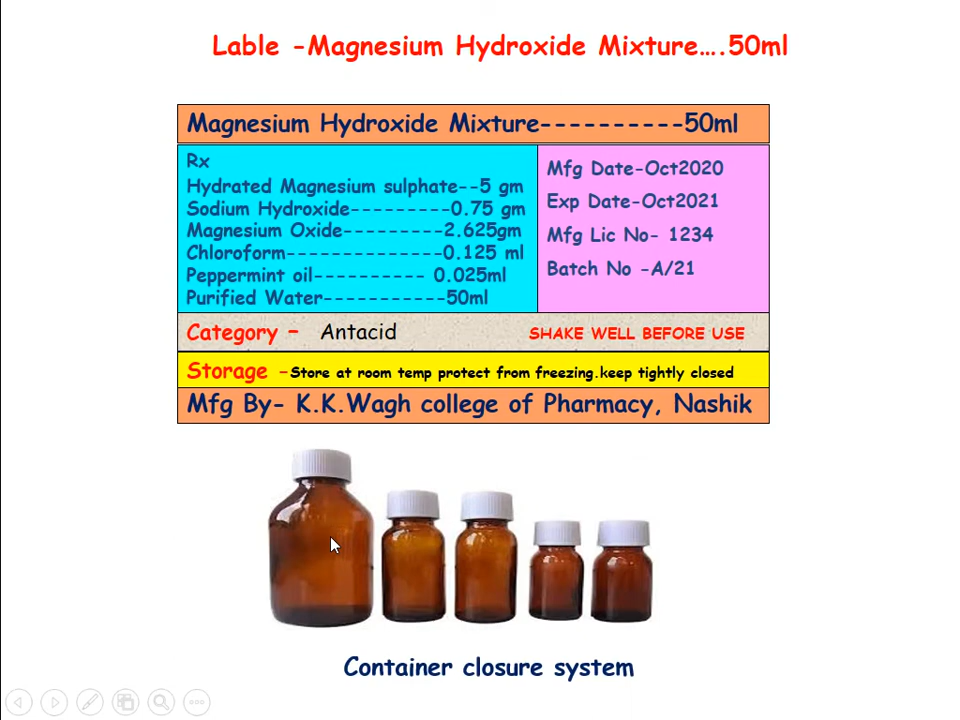 Lable -Magnesium Hydroxide Mixture….50ml
Magnesium Hydroxide Mixture----------50ml
Rx
Hydrated Magnesium sulphate--5 gm
Sodium Hydroxide---------0.75 gm
Magnesium Oxide---------2.625gm
Chloroform--------------0.125 ml
Peppermint oil---------- 0.025ml
Purified Water-----------50ml
Mfg Date-Oct2020
Exp Date-Oct2021
Mfg Lic No- 1234
Batch No -A/21
Category – Antacid SHAKE WELL BEFORE USE
Storage -Store at room temp protect from freezing.keep tightly closed
Mfg By- K.K.Wagh college of Pharmacy, Nashik
Container closure system